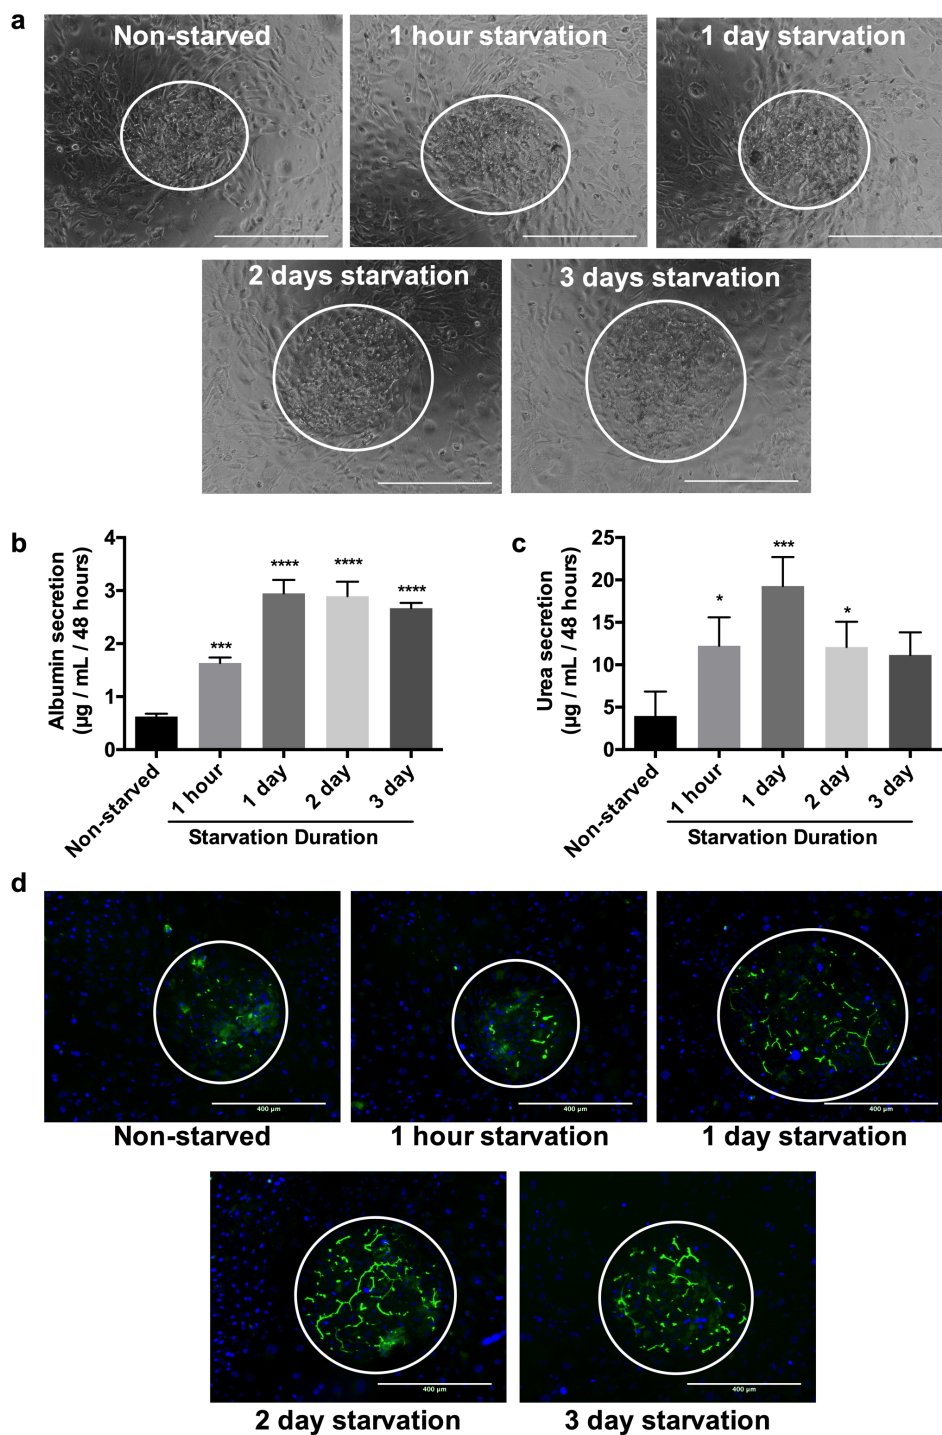 a
Non-starved
1 hour starvation
1 day starvation
2 days starvation
3 days starvation
b
Albumin secretion
(µg / mL / 48 hours)
4
3
2
1
0
***
****
****
****
Non-starved
1 hour
1 day
2 day
3 day
Starvation Duration
c
Urea secretion
(µg / mL / 48 hours)
25
20
15
10
5
0
*
***
*
Non-starved
1 hour
1 day
2 day
3 day
Starvation Duration
d
400 µm
400 µm
400 µm
Non-starved
1 hour starvation
1 day starvation
400 µm
400 µm
2 day starvation
3 day starvation